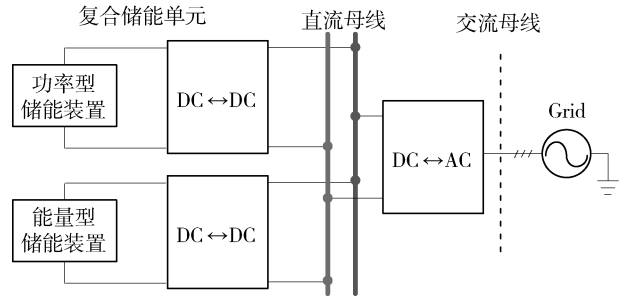 复合储能单元
直流母线
交流母线
功率型
储能装置
DC↔DC
DC↔AC
Grid
能量型
储能装置
DC↔DC